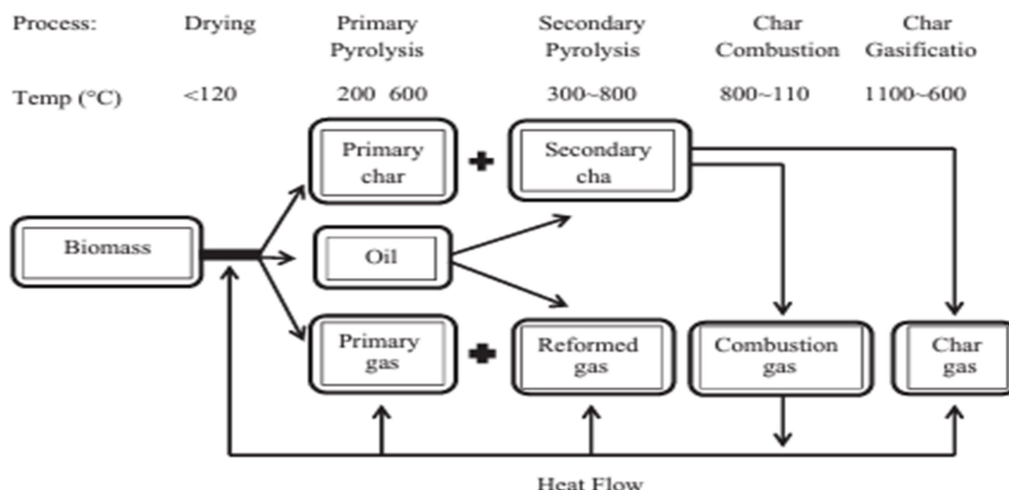 Process:
Drying
Primary
Pyrolysis
Secondary
Pyrolysis
Char
Combustion
Char
Gasificatio
Temp (°C)
<120
200 600
300~800
800~110
1100~600
Primary
char
Secondary
cha
Biomass
Oil
Primary
gas
Reformed
gas
Combustion
gas
Char
gas
Heat Flow